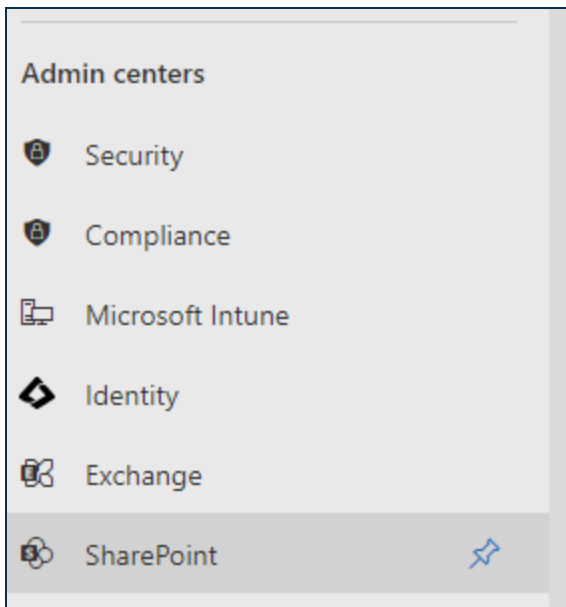 Admin centers
Security
Compliance
Microsoft Intune
Identity
Exchange
SharePoint